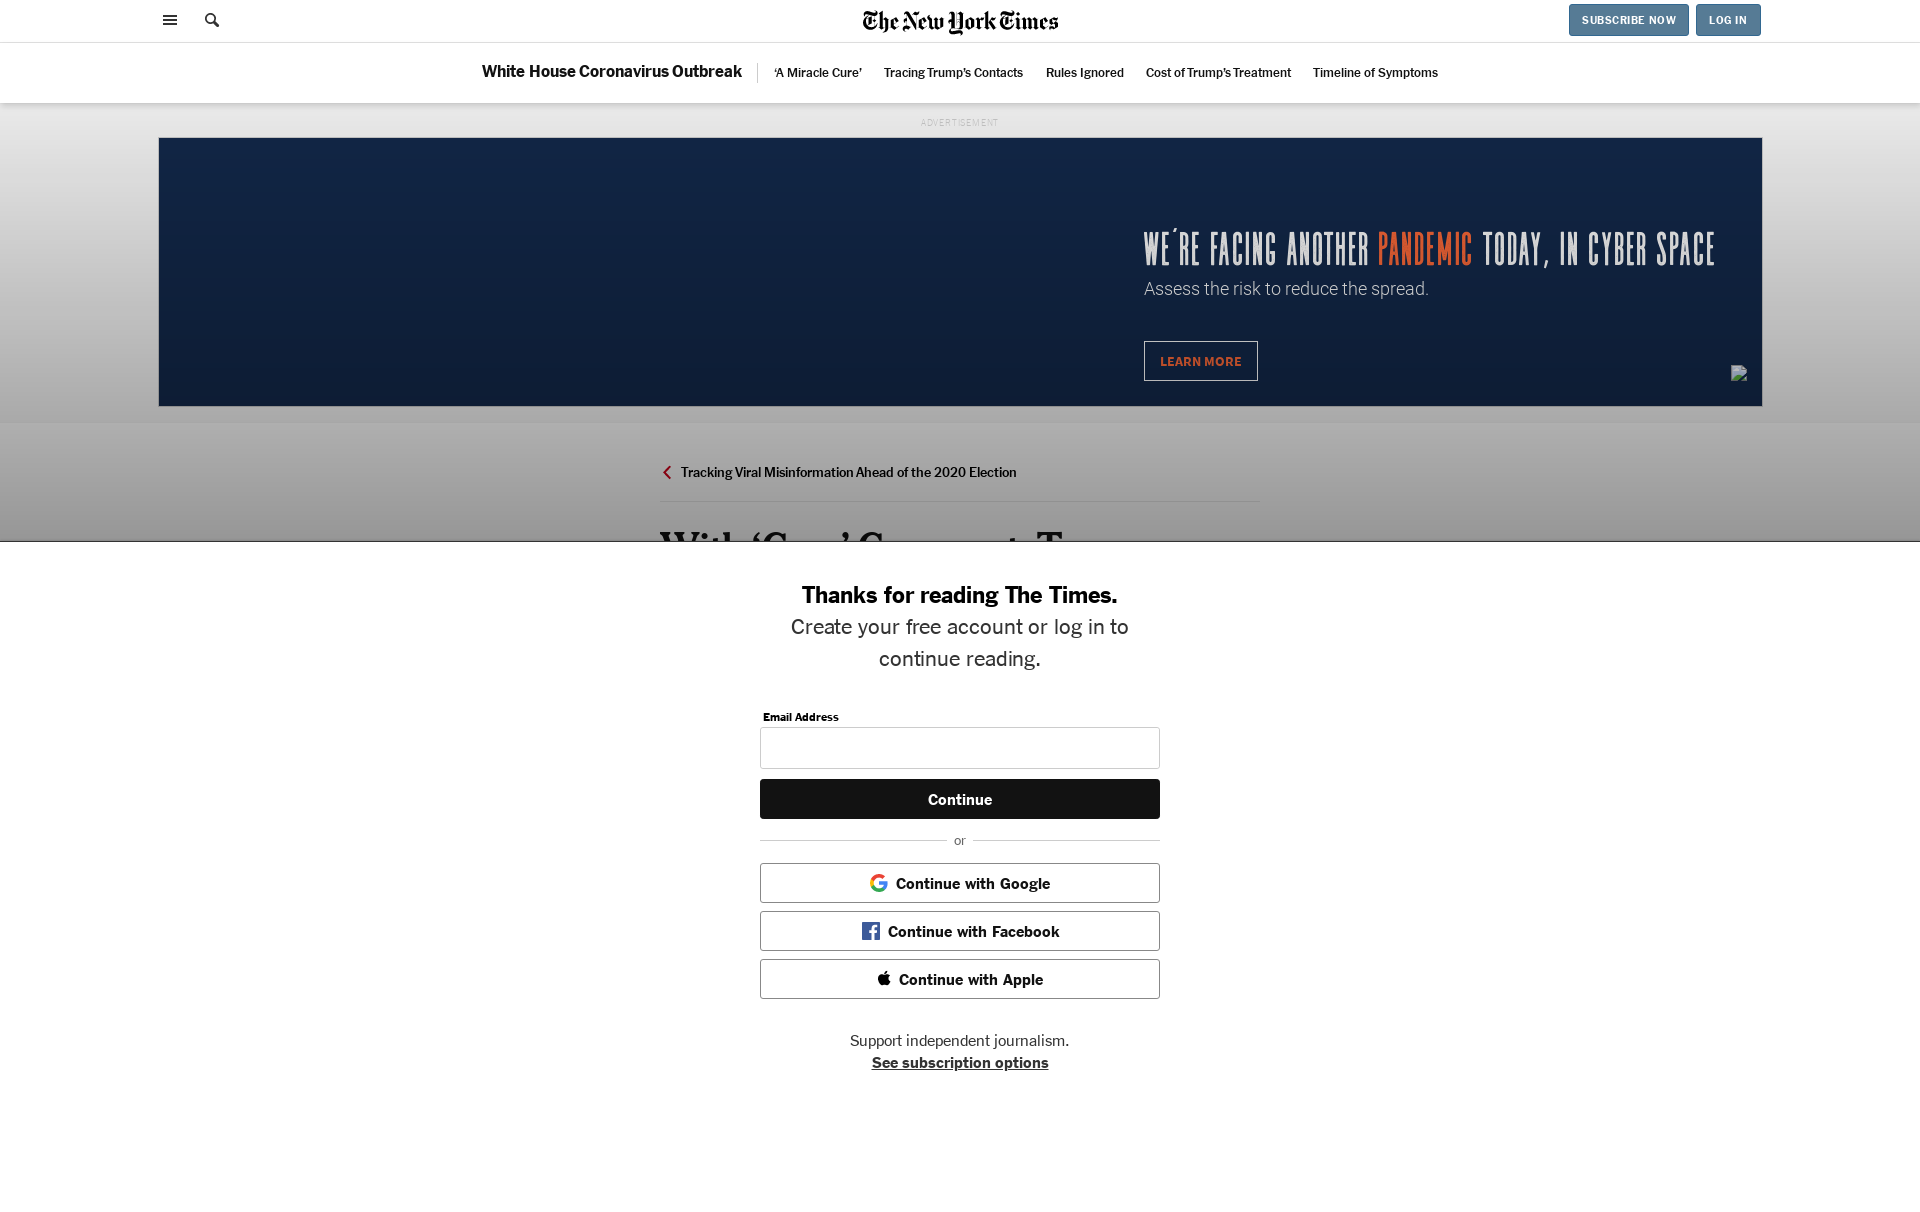 The New York Times
SUBSCRIBE NOW
LOG IN
White House Coronavirus Outbreak
‘A Miracle Cure’
Tracing Trump’s Contacts
Rules Ignored
Cost of Trump’s Treatment
Timeline of Symptoms
ADVERTISEMENT
WE´RE FACING ANOTHER PANDEMIC TODAY, IN CYBER SPACE
Assess the risk to reduce the spread.
LEARN MORE
Tracking Viral Misinformation Ahead of the 2020 Election
Thanks for reading The Times.
Create your free account or log in to
continue reading.
Email Address
Continue
or
Continue with Google
Continue with Facebook
Continue with Apple
Support independent journalism.
See subscription options